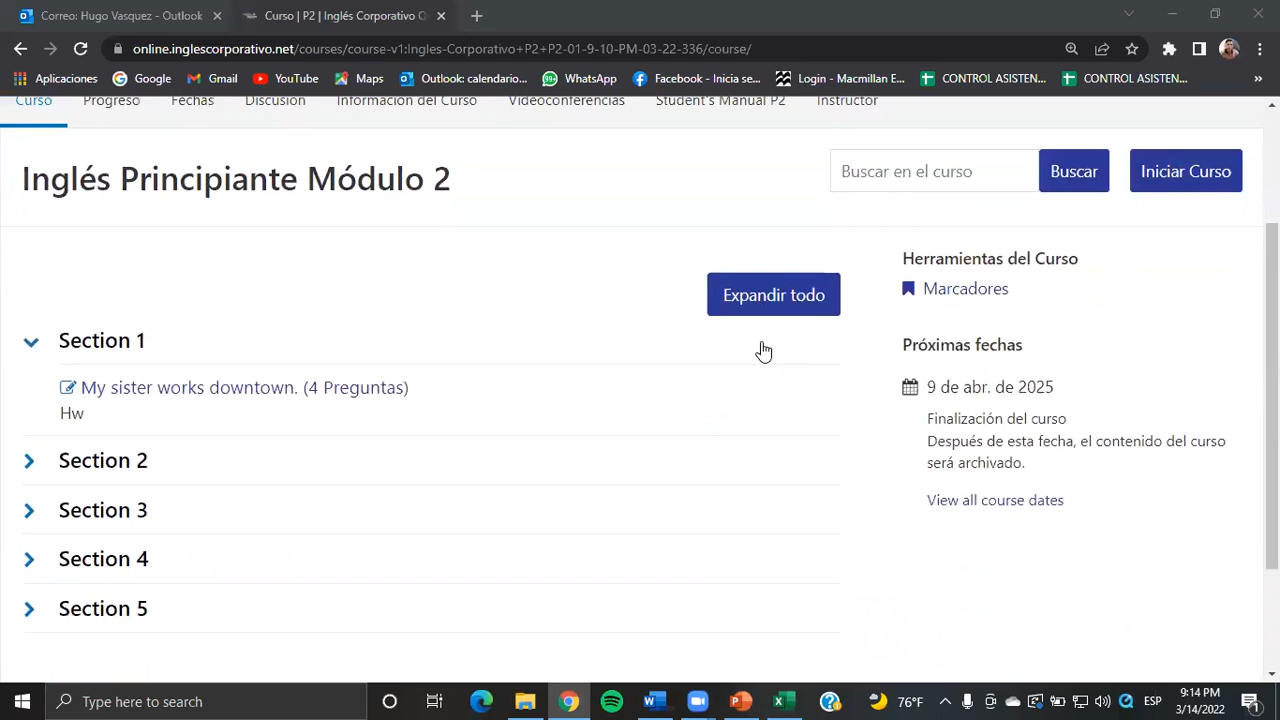 Correo: Hugo Vasquez - Outlook
Curso | P2 | Inglés Corporativo O
online.inglescorporativo.net/courses/course-v1:Ingles-Corporativo+P2+P2-01-9-10-PM-03-22-336/course/
Aplicaciones Google Gmail YouTube Maps Outlook: calendario... WhatsApp Facebook - Inicia se... Login - Macmillan E... CONTROL ASISTEN... CONTROL ASISTEN... »
Curso Progreso Fechas Discusión Información del Curso Videoconferencias Student's Manual P2 Instructor
Inglés Principiante Módulo 2
Buscar en el curso Buscar Iniciar Curso
Herramientas del Curso
Marcadores
Expandir todo
Section 1
Próximas fechas
My sister works downtown. (4 Preguntas)
9 de abr. de 2025
Hw
Finalización del curso
Después de esta fecha, el contenido del curso
será archivado.
Section 2
View all course dates
Section 3
Section 4
Section 5
Type here to search
76°F
ESP
9:14 PM
3/14/2022